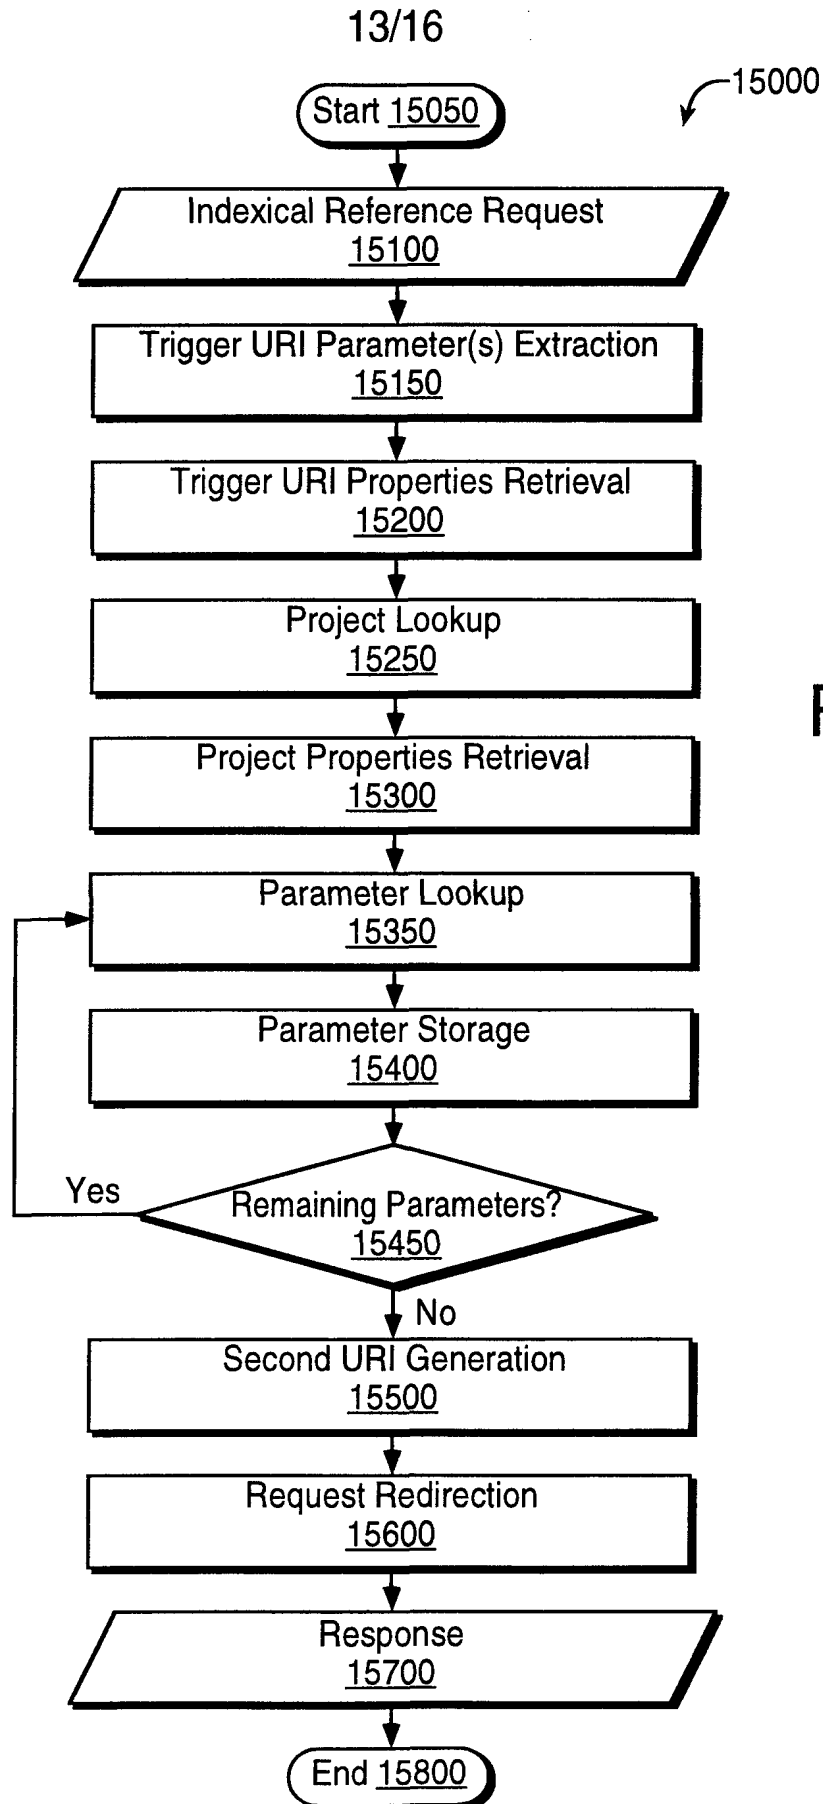 13/16
15000
Start 15050
Indexical Reference Request
15100
Trigger URI Parameter(s) Extraction
15150
Trigger URI Properties Retrieval
15200
Project Lookup
15250
Project Properties Retrieval
15300
Parameter Lookup
15350
Parameter Storage
15400
Yes
Remaining Parameters?
15450
No
Second URI Generation
15500
Request Redirection
15600
Response
15700
End 15800